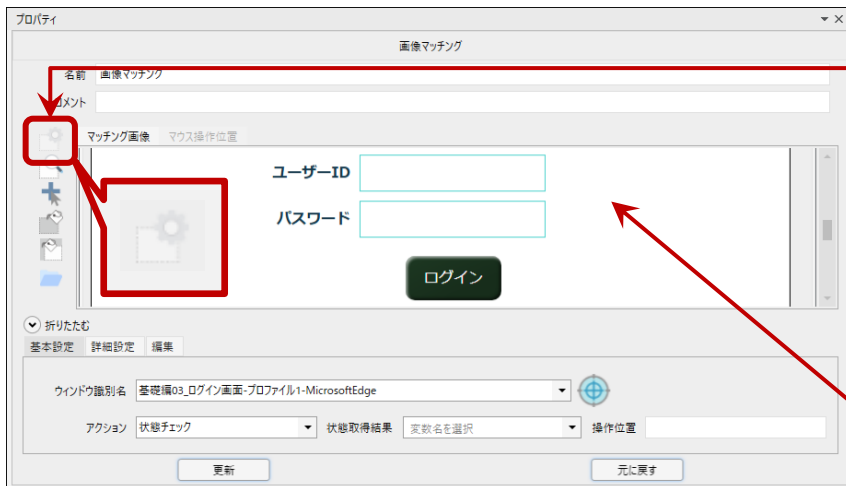 プロパティ
画像マッチング
名前 画像マッチング
コメント
マッチング画像 マウス操作位置
ユーザーID
パスワード
ログイン
折りたたむ
基本設定 詳細設定 編集
ウィンドウ識別名 基礎編03_ログイン画面-プロファイル1-MicrosoftEdge
アクション 状態チェック 状態取得結果 変数名を選択 操作位置
更新 元に戻す